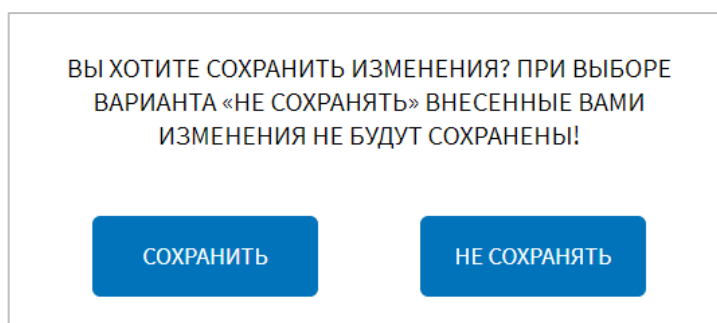 ВЫ ХОТИТЕ СОХРАНИТЬ ИЗМЕНЕНИЯ? ПРИ ВЫБОРЕ
ВАРИАНТА «НЕ СОХРАНЯТЬ» ВНЕСЕННЫЕ ВАМИ
ИЗМЕНЕНИЯ НЕ БУДУТ СОХРАНЕНЫ!
СОХРАНИТЬ
НЕ СОХРАНЯТЬ